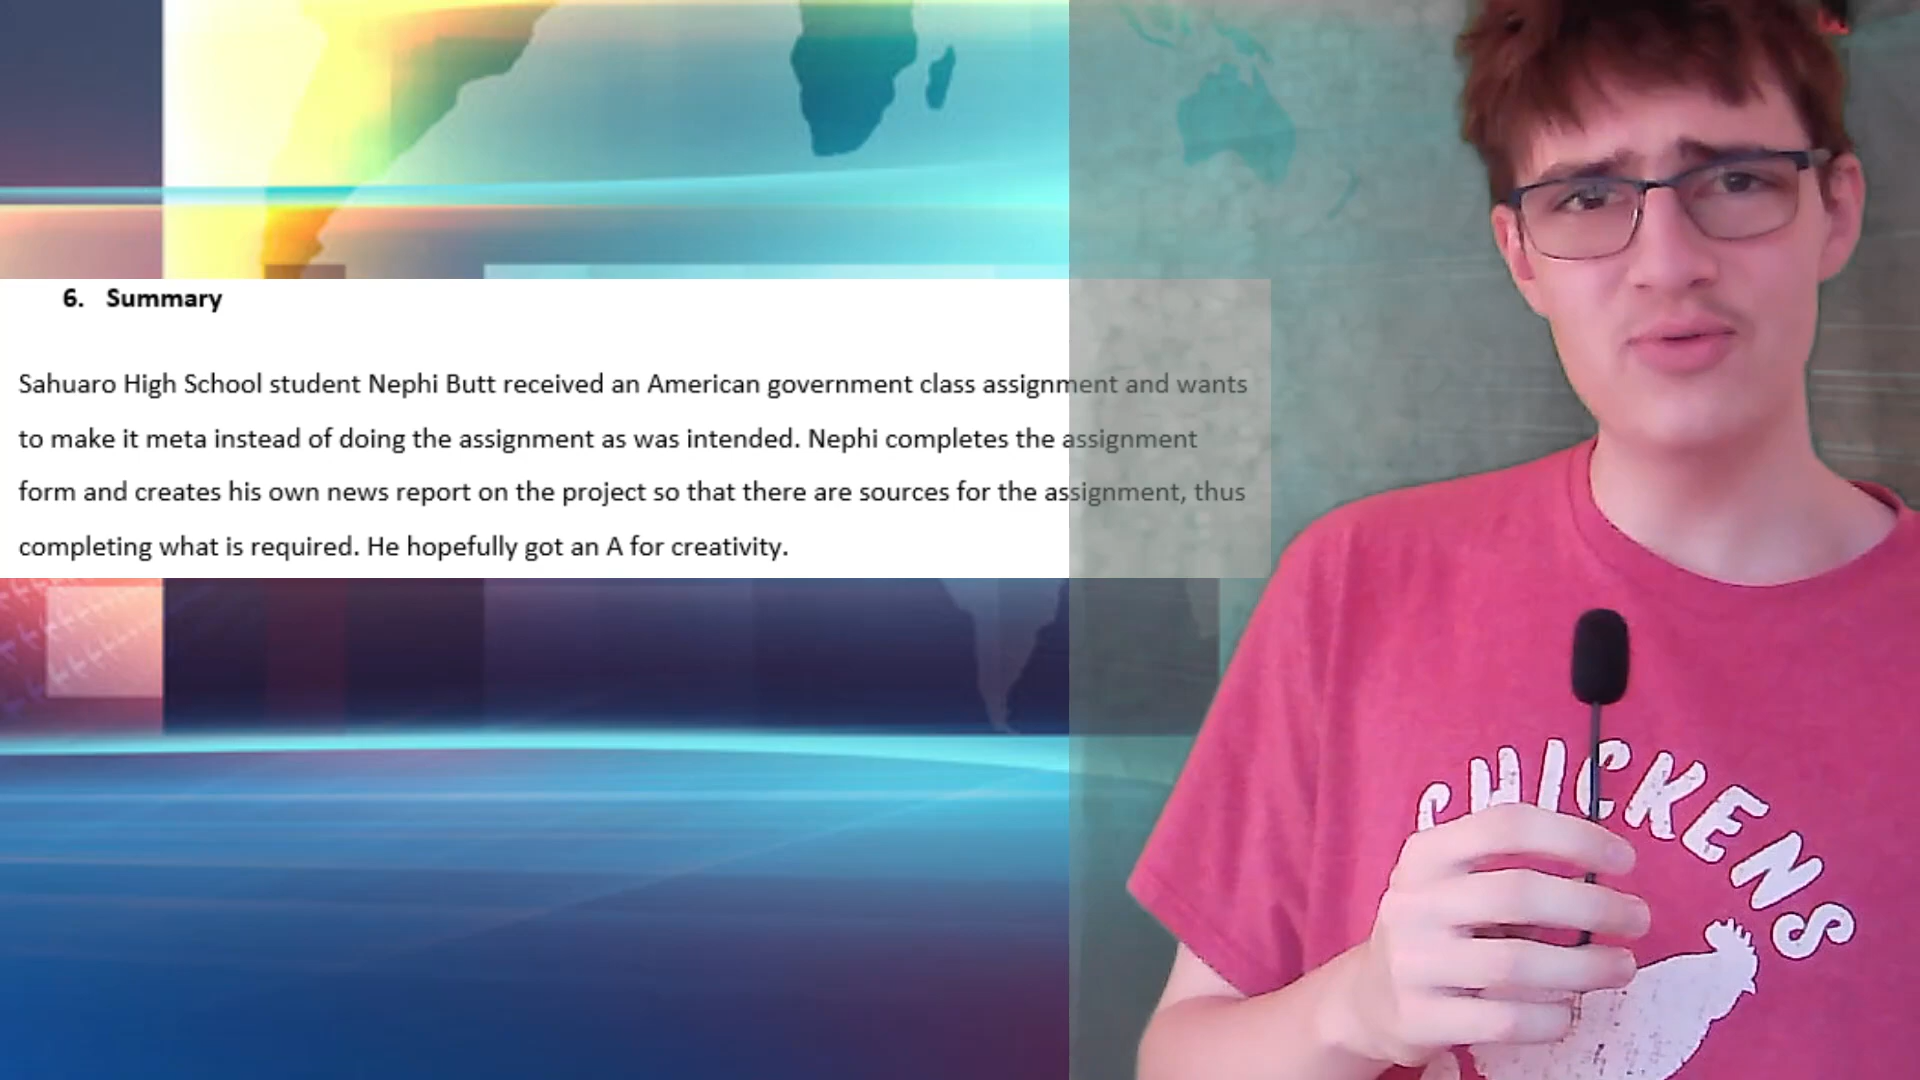 6. Summary
Sahuaro High School student Nephi Butt received an American government class assignment and wants
to make it meta instead of doing the assignment as was intended. Nephi completes the assignment
form and creates his own news report on the project so that there are sources for the assignment, thus
completing what is required. He hopefully got an A for creativity.
CHICKENS